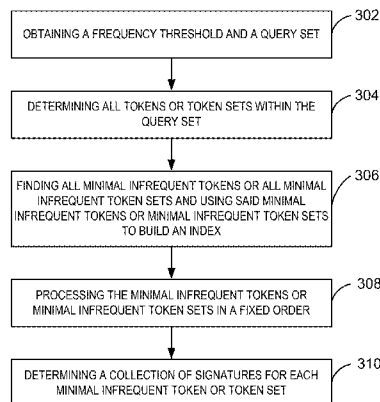 OBTAINING A FREQUENCY THRESHOLD AND A QUERY SET
302
DETERMINING ALL TOKENS OR TOKEN SETS WITHIN THE
QUERY SET
304
FINDING ALL MINIMAL INFREQUENT TOKENS OR ALL MINIMAL
INFREQUENT TOKEN SETS AND USING SAID MINIMAL
INFREQUENT TOKENS OR MINIMAL INFREQUENT TOKEN SETS
TO BUILD AN INDEX
306
PROCESSING THE MINIMAL INFREQUENT TOKENS OR
MINIMAL INFREQUENT TOKEN SETS IN A FIXED ORDER
308
DETERMINING A COLLECTION OF SIGNATURES FOR EACH
MINIMAL INFREQUENT TOKEN OR TOKEN SET
310